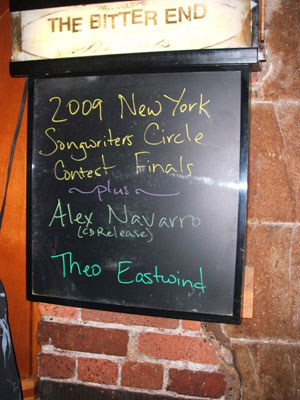 THE BITTER END
2009 New York
Songwriters Circle
Contest Finals
~plus~
Alex Navarro
(CD Release)
Theo Eastwind